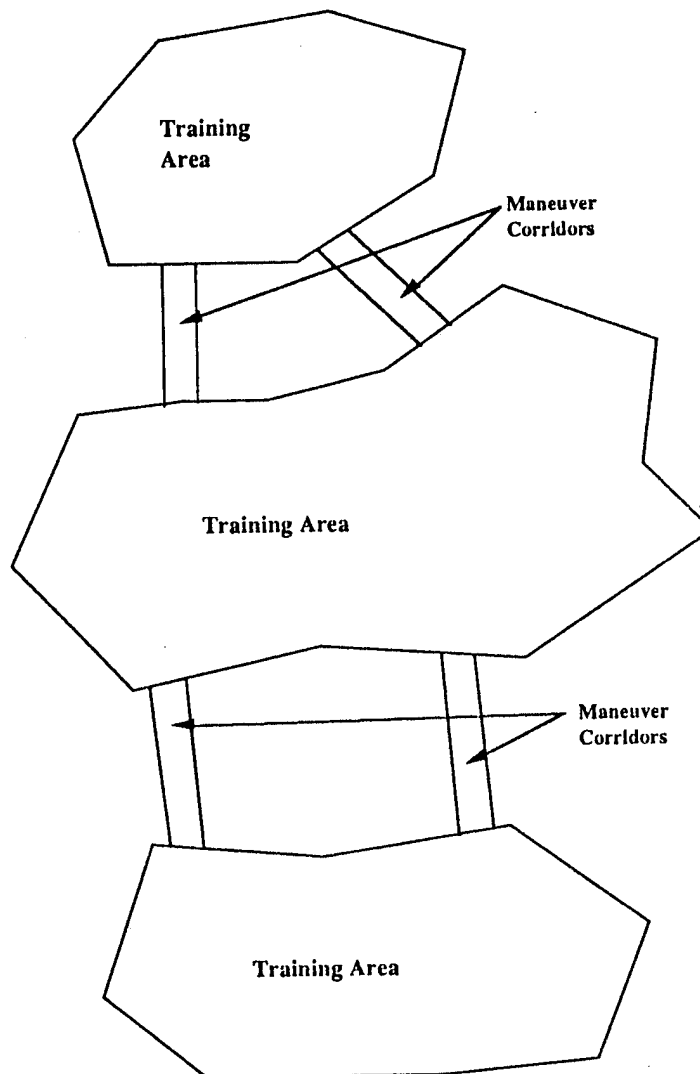 Training
Area
Maneuver
Corridors
Training Area
Maneuver
Corridors
Training Area